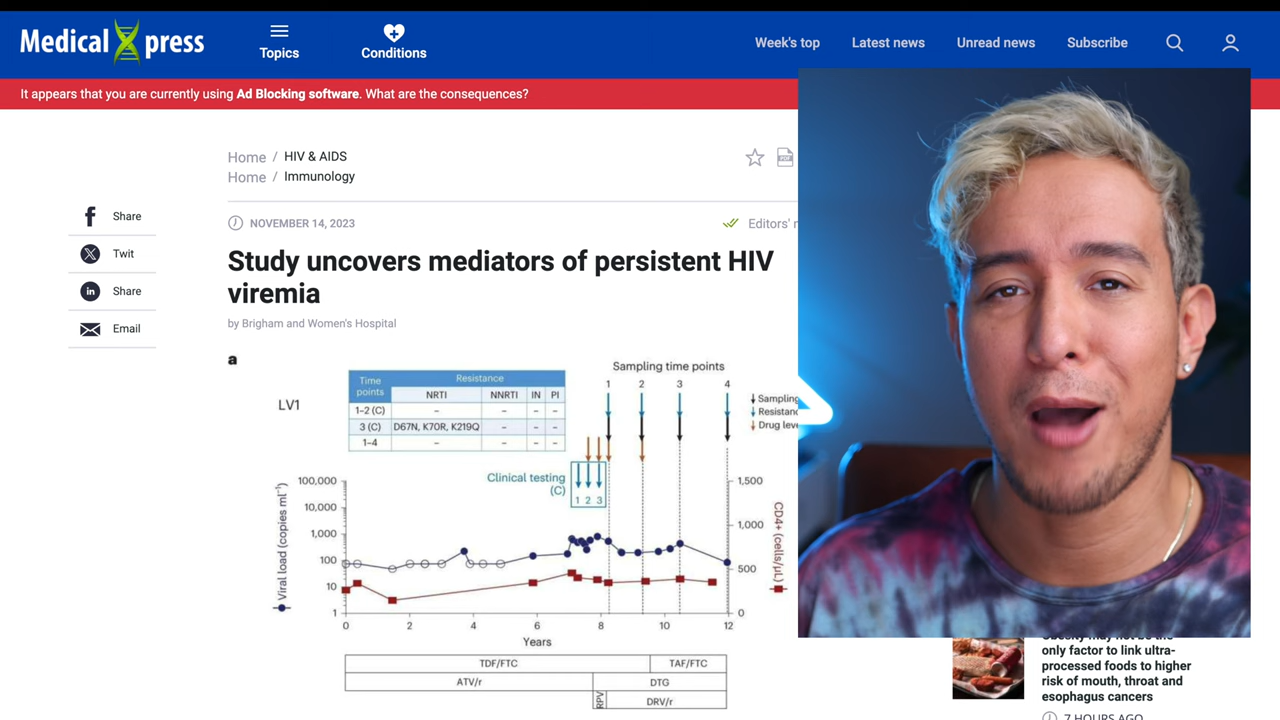 Medical press
Topics
Conditions
Week's top
Latest news
Unread news
Subscribe
It appears that you are currently using Ad Blocking software. What are the consequences?
Home / HIV & AIDS
Home / Immunology
PDF
Share
Twit
Share
Email
NOVEMBER 14, 2023
Editors'
Study uncovers mediators of persistent HIV
viremia
by Brigham and Women's Hospital
a
LV1
Time points Resistance
NRTI NNRTI IN PI
1-2 (C) - - - -
3 (C) D67N, K70R, K219Q - - -
1-4 - - - -
Sampling time points
1 2 3 4
Sampling
Resistanc
Drug leve
Clinical testing
(C)
1 2 3
Viral load (copies ml⁻¹)
100,000
10,000
1,000
100
10
1
1,500
1,000
500
0
CD4+ (cells/μL)
0 2 4 6 8 10 12
Years
TDF/FTC TAF/FTC
ATV/r DTG
RPV DRV/r
only factor to link ultra-
processed foods to higher
risk of mouth, throat and
esophagus cancers
7 HOURS AGO